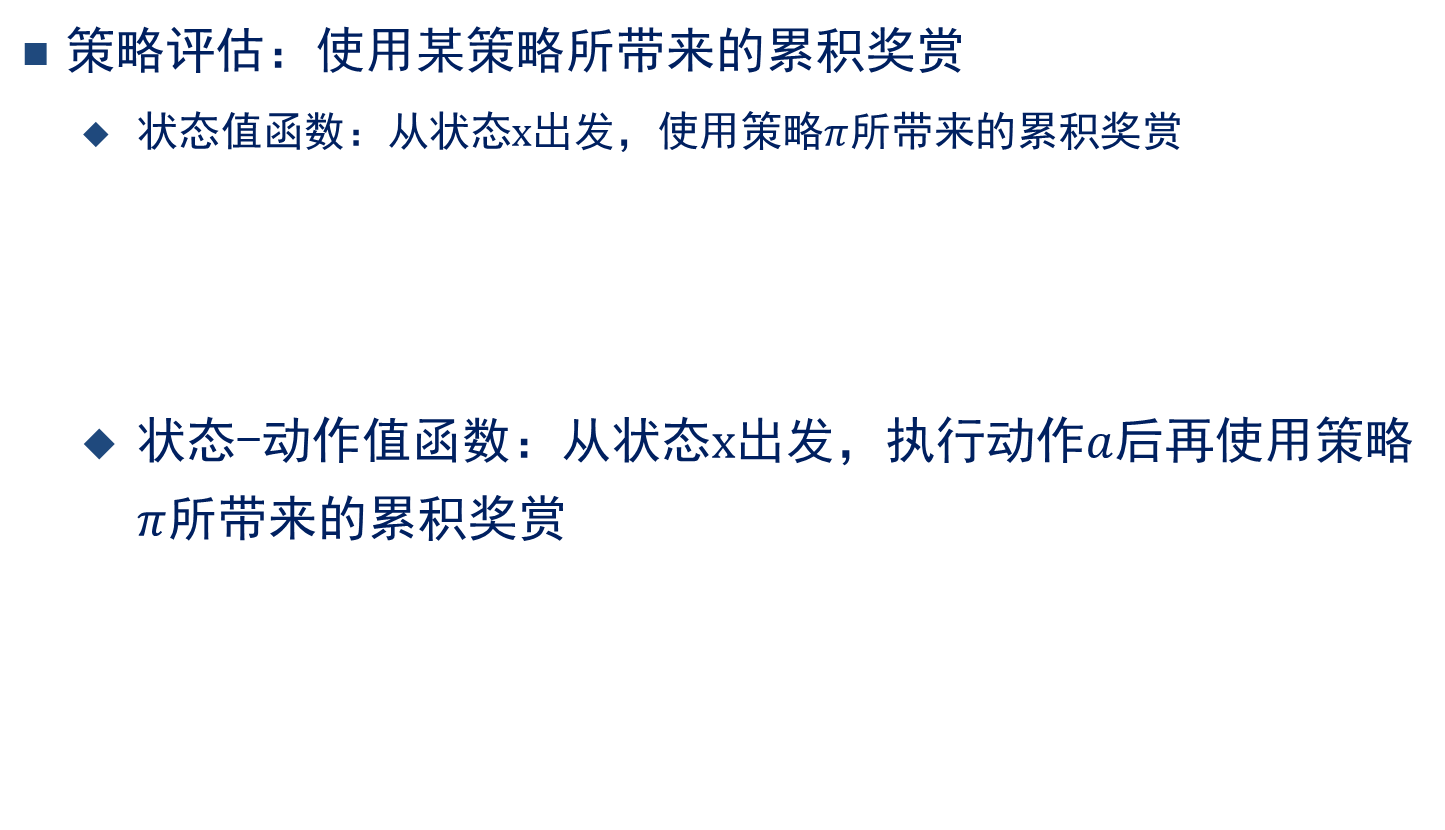 ■ 策略评估：使用某策略所带来的累积奖赏
◆ 状态值函数：从状态x出发，使用策略π所带来的累积奖赏
◆ 状态-动作值函数：从状态x出发，执行动作a后再使用策略
π所带来的累积奖赏